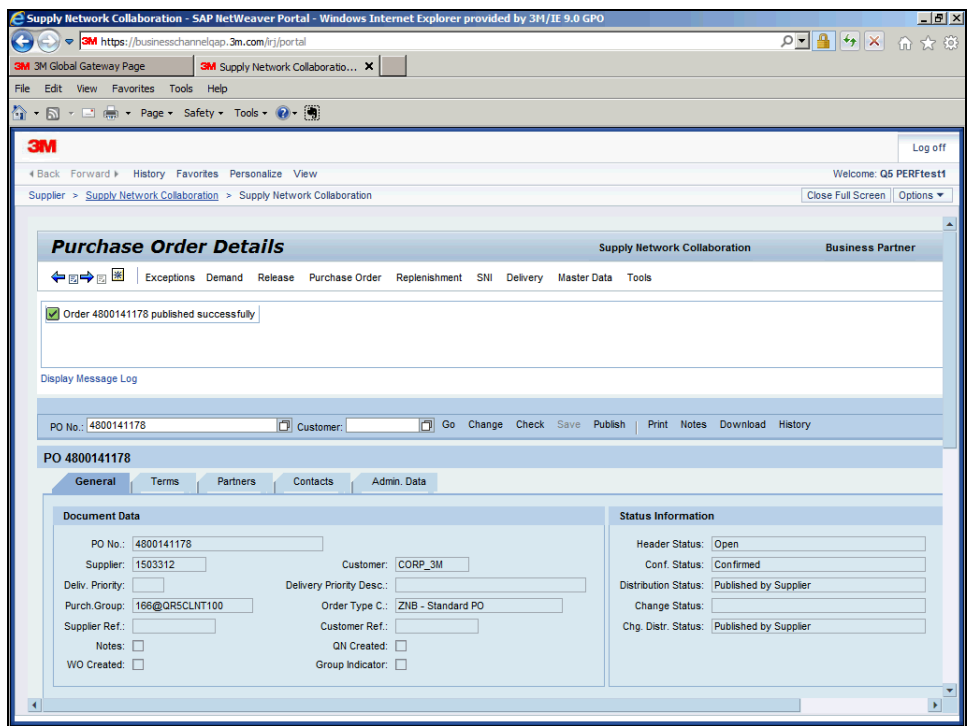 Supply Network Collaboration - SAP NetWeaver Portal - Windows Internet Explorer provided by 3M/IE 9.0 GPO
3M https://businesschannelqap.3m.com/irj/portal
3M 3M Global Gateway Page 3M Supply Network Collaboratio... X
File Edit View Favorites Tools Help
Page Safety Tools
3M Log off
Back Forward History Favorites Personalize View Welcome: Q5 PERFtest1
Supplier > Supply Network Collaboration > Supply Network Collaboration Close Full Screen Options
Purchase Order Details Supply Network Collaboration Business Partner
Exceptions Demand Release Purchase Order Replenishment SNI Delivery Master Data Tools
Order 4800141178 published successfully
Display Message Log
PO No.: 4800141178 Customer: Go Change Check Save Publish Print Notes Download History
PO 4800141178
General Terms Partners Contacts Admin. Data
Document Data Status Information
PO No.: 4800141178 Header Status: Open
Supplier: 1503312 Customer: CORP_3M Conf. Status: Confirmed
Deliv. Priority: Delivery Priority Desc.: Distribution Status: Published by Supplier
Purch.Group: 166@QR5CLNT100 Order Type C.: ZNB - Standard PO Change Status:
Supplier Ref.: Customer Ref.: Chg. Distr. Status: Published by Supplier
Notes: QN Created:
WO Created: Group Indicator: